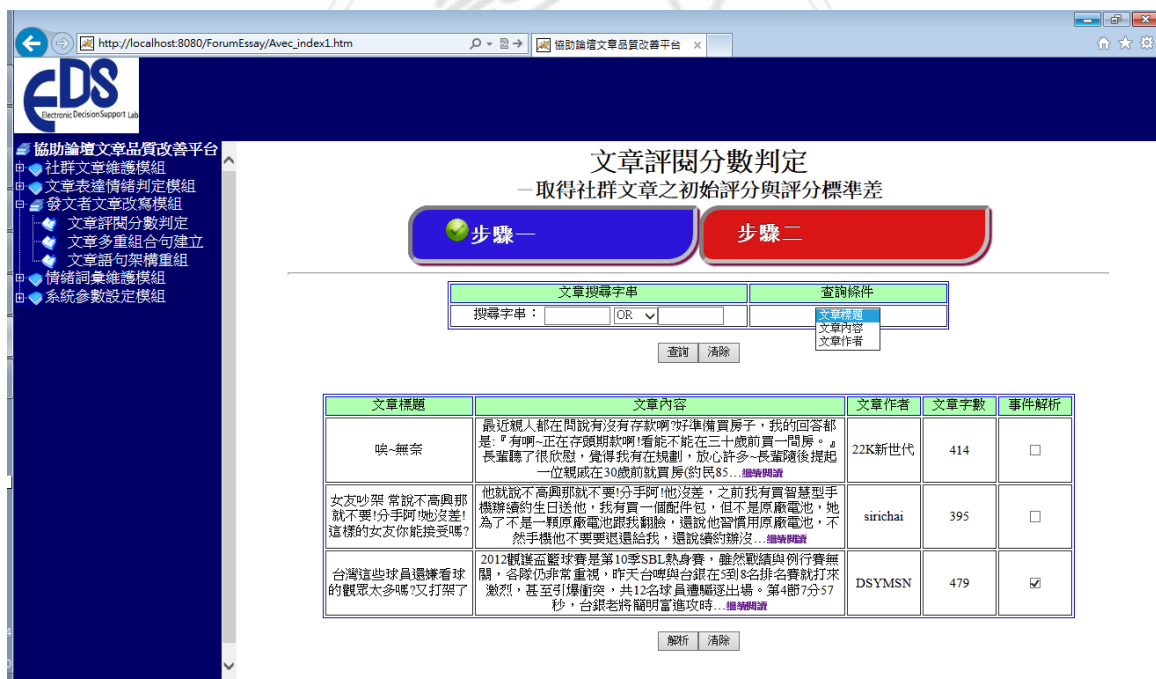 http://localhost:8080/ForumEssay/Avec_index1.htm
協助論壇文章品質改善平台
EDS
Electronic DecisionSupport Lab
協助論壇文章品質改善平台
社群文章維護模組
文章表達情緒判定模組
發文者文章改寫模組
文章評閱分數判定
文章多重組合句建立
文章語句架構重組
情緒詞彙維護模組
系統參數設定模組
文章評閱分數判定
─取得社群文章之初始評分與評分標準差
步驟一
步驟二
文章搜尋字串 查詢條件
搜尋字串： OR 文章標題
文章內容
文章作者
查詢 清除
文章標題 文章內容 文章作者 文章字數 事件解析
唉~無奈
最近親人都在問說有沒有存款啊?好準備買房子，我的回答都
是:『有啊~正在存頭期款啊!看能不能在三十歲前買一間房。』
長輩聽了很欣慰，覺得我有在規劃，放心許多~長輩隨後提起
一位親戚在30歲前就買房(約民85…繼續閱讀
22K新世代
414
女友吵架 常說不高興那
就不要!分手阿!她沒差!
這樣的女友你能接受嗎?
他就說不高興那就不要!分手阿!他沒差，之前我有買智慧型手
機辦續約生日送他，我有買一個配件包，但不是原廠電池，她
為了不是一顆原廠電池跟我翻臉，還說他習慣用原廠電池，不
然手機他不要要退還給我，還說續約辦沒…繼續閱讀
sirichai
395
台灣這些球員還嫌看球
的觀眾太多嗎?又打架了
2012觀護盃籃球賽是第10季SBL熱身賽，雖然戰績與例行賽無
關，各隊仍非常重視，昨天台啤與台銀在5到8名排名賽就打來
激烈，甚至引爆衝突，共12名球員遭驅逐出場。第4節7分57
秒，台銀老將簡明富進攻時…繼續閱讀
DSYMSN
479
解析 清除